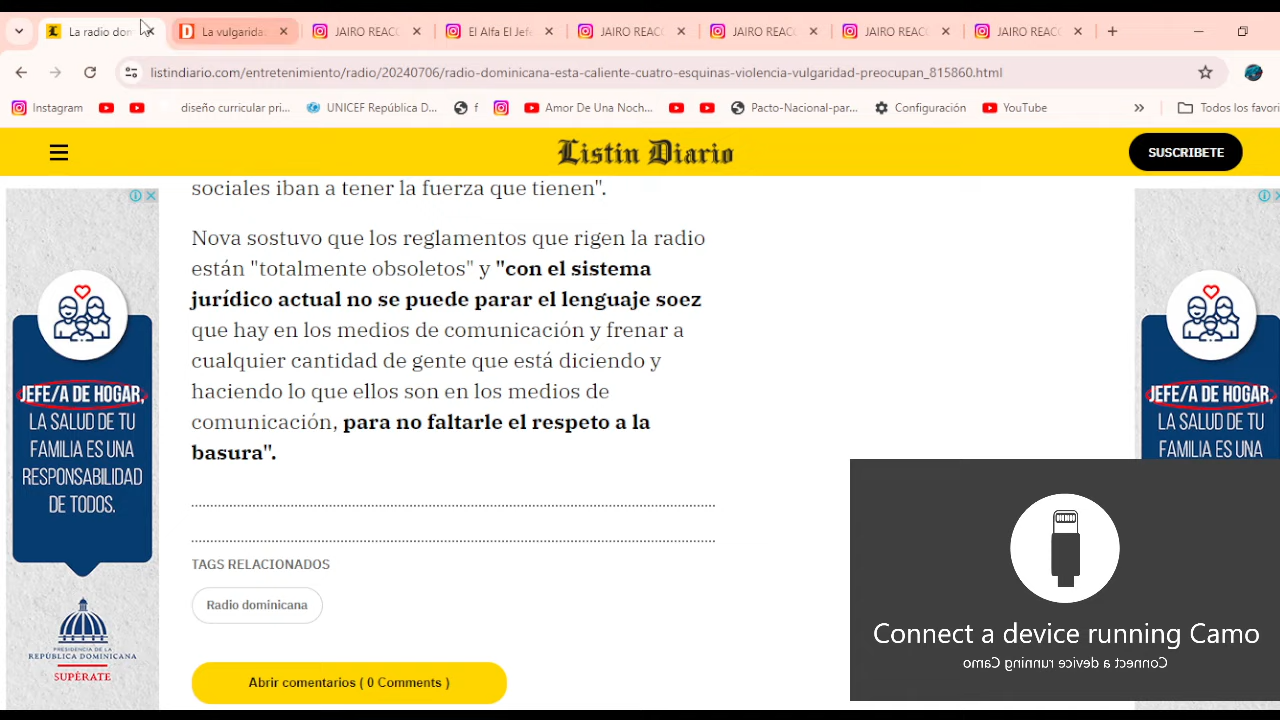 La radio dom
La vulgarida
JAIRO REACC
El Alfa El Jefe
JAIRO REACC
JAIRO REACC
JAIRO REACC
JAIRO REACC
listindiario.com/entretenimiento/radio/20240706/radio-dominicana-esta-caliente-cuatro-esquinas-violencia-vulgaridad-preocupan_815860.html
Instagram
diseño curricular pri...
UNICEF República D...
f
Amor De Una Noch...
Pacto-Nacional-par...
Configuración
YouTube
»
Todos los favori
Listin Diario
SUSCRIBETE
sociales iban a tener la fuerza que tienen".
Nova sostuvo que los reglamentos que rigen la radio
están "totalmente obsoletos" y "con el sistema
jurídico actual no se puede parar el lenguaje soez
que hay en los medios de comunicación y frenar a
cualquier cantidad de gente que está diciendo y
haciendo lo que ellos son en los medios de
comunicación, para no faltarle el respeto a la
basura".
TAGS RELACIONADOS
Radio dominicana
Abrir comentarios ( 0 Comments )
JEFE/A DE HOGAR,
LA SALUD DE TU
FAMILIA ES UNA
RESPONSABILIDAD
DE TODOS.
PRESIDENCIA DE LA
REPÚBLICA DOMINICANA
SUPÉRATE
JEFE/A DE HOGAR,
LA SALUD DE TU
FAMILIA ES UNA
Connect a device running Camo
Connect a device running Camo